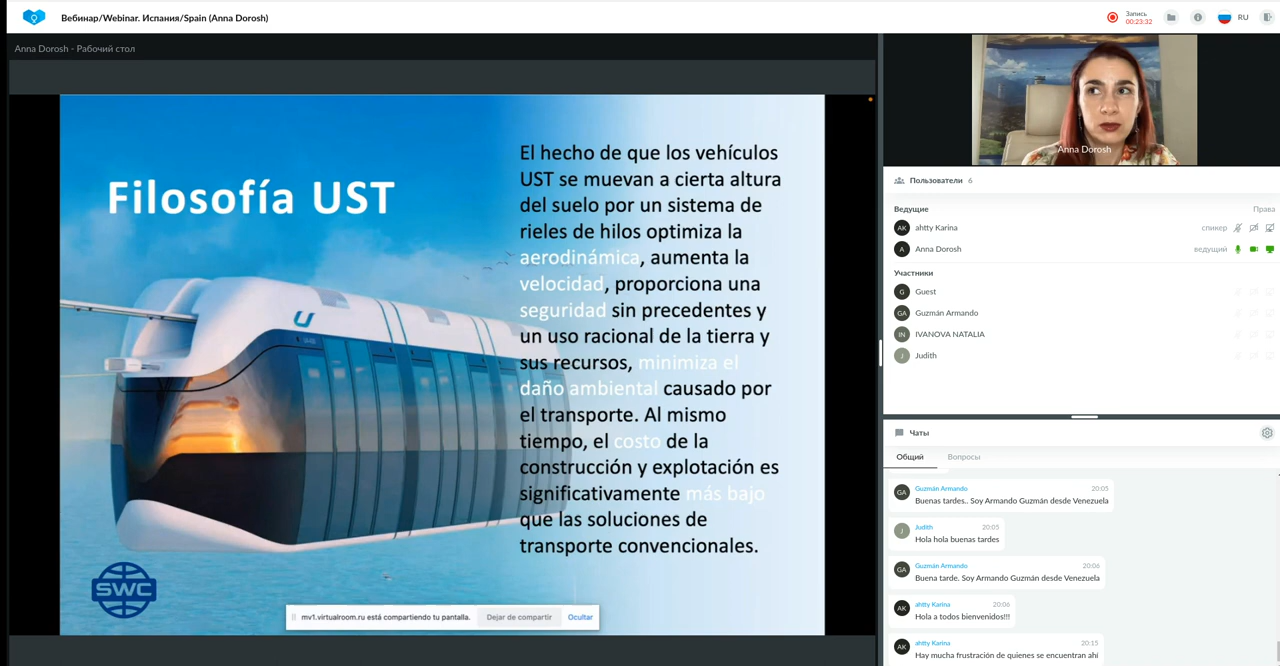 Вебинар/Webinar. Испания/Spain (Anna Dorosh)
Запись
00:23:32
RU
Anna Dorosh - Рабочий стол
Filosofía UST
El hecho de que los vehículos
UST se muevan a cierta altura
del suelo por un sistema de
rieles de hilos optimiza la
aerodinámica, aumenta la
velocidad, proporciona una
seguridad sin precedentes y
un uso racional de la tierra y
sus recursos, minimiza el
daño ambiental causado por
el transporte. Al mismo
tiempo, el costo de la
construcción y explotación es
significativamente más bajo
que las soluciones de
transporte convencionales.
SWC
mv1.virtualroom.ru está compartiendo tu pantalla.
Dejar de compartir
Ocultar
Anna Dorosh
Пользователи 6
Ведущие Права
AK ahtty Karina спикер
A Anna Dorosh ведущий
Участники
G Guest
GA Guzmán Armando
IN IVANOVA NATALIA
J Judith
Чаты
Общий Вопросы
Guzmán Armando 20:05
GA Buenas tardes.. Soy Armando Guzmán desde Venezuela
Judith 20:05
J Hola hola buenas tardes
Guzmán Armando 20:06
GA Buena tarde. Soy Armando Guzmán desde Venezuela
ahtty Karina 20:06
AK Hola a todos bienvenidos!!!
ahtty Karina 20:15
AK Hay mucha frustración de quienes se encuentran ahí